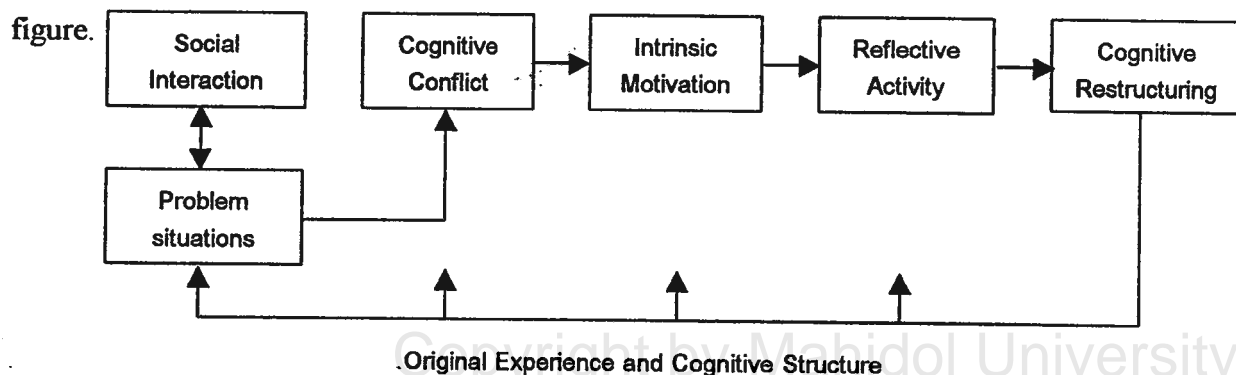 figure.
Social
Interaction
Cognitive
Conflict
Intrinsic
Motivation
Reflective
Activity
Cognitive
Restructuring
Problem
situations
Copyright by Mahidol University
.Original Experience and Cognitive Structure